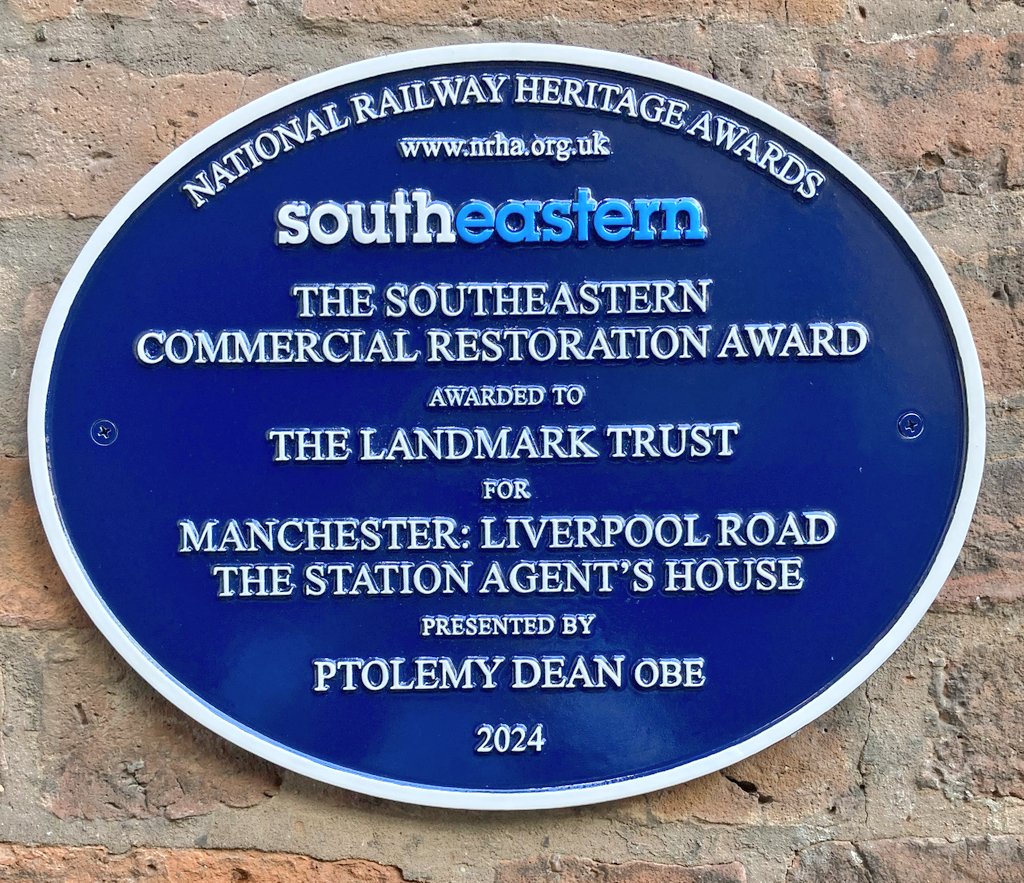 NATIONAL RAILWAY HERITAGE AWARDS
www.nrha.org.uk
southeastern
THE SOUTHEASTERN
COMMERCIAL RESTORATION AWARD
AWARDED TO
THE LANDMARK TRUST
FOR
MANCHESTER: LIVERPOOL ROAD
THE STATION AGENT'S HOUSE
PRESENTED BY
PTOLEMY DEAN OBE
2024